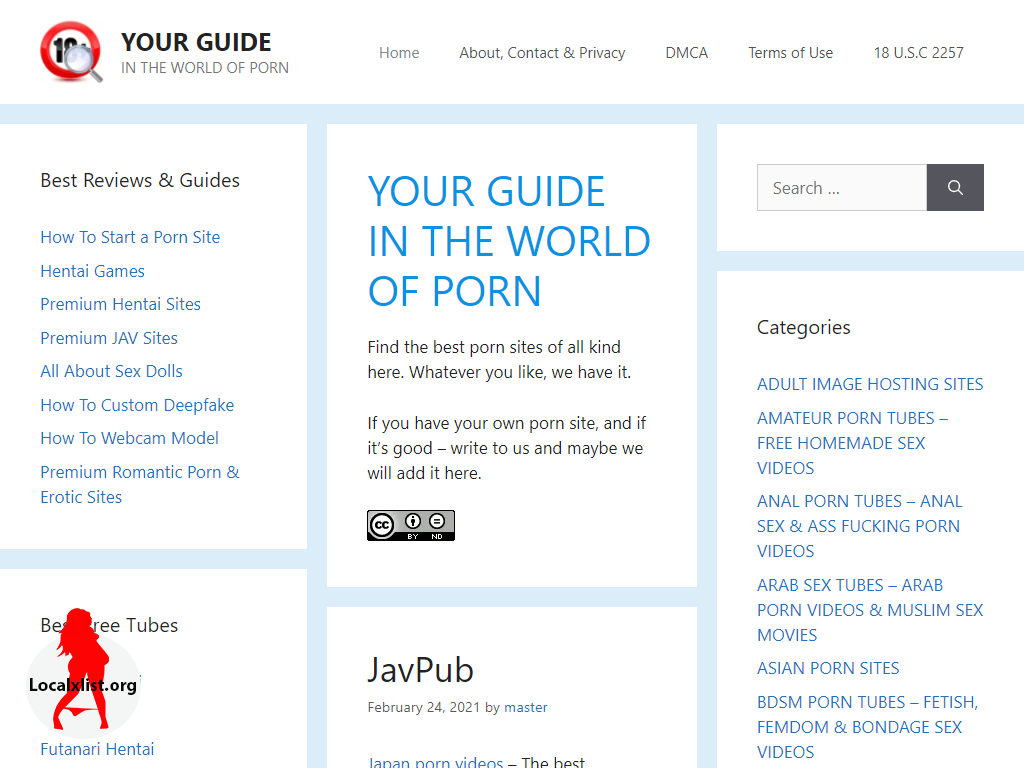 18
YOUR GUIDE
IN THE WORLD OF PORN
Home
About, Contact & Privacy
DMCA
Terms of Use
18 U.S.C 2257
Best Reviews & Guides
How To Start a Porn Site
Hentai Games
Premium Hentai Sites
Premium JAV Sites
All About Sex Dolls
How To Custom Deepfake
How To Webcam Model
Premium Romantic Porn &
Erotic Sites
Free Tubes
Localxlist.org
Futanari Hentai
YOUR GUIDE
IN THE WORLD
OF PORN
Find the best porn sites of all kind
here. Whatever you like, we have it.
If you have your own porn site, and if
it’s good – write to us and maybe we
will add it here.
cc
BY ND
JavPub
February 24, 2021 by master
Japan porn videos – The best
Search ...
Categories
ADULT IMAGE HOSTING SITES
AMATEUR PORN TUBES –
FREE HOMEMADE SEX
VIDEOS
ANAL PORN TUBES – ANAL
SEX & ASS FUCKING PORN
VIDEOS
ARAB SEX TUBES – ARAB
PORN VIDEOS & MUSLIM SEX
MOVIES
ASIAN PORN SITES
BDSM PORN TUBES – FETISH,
FEMDOM & BONDAGE SEX
VIDEOS